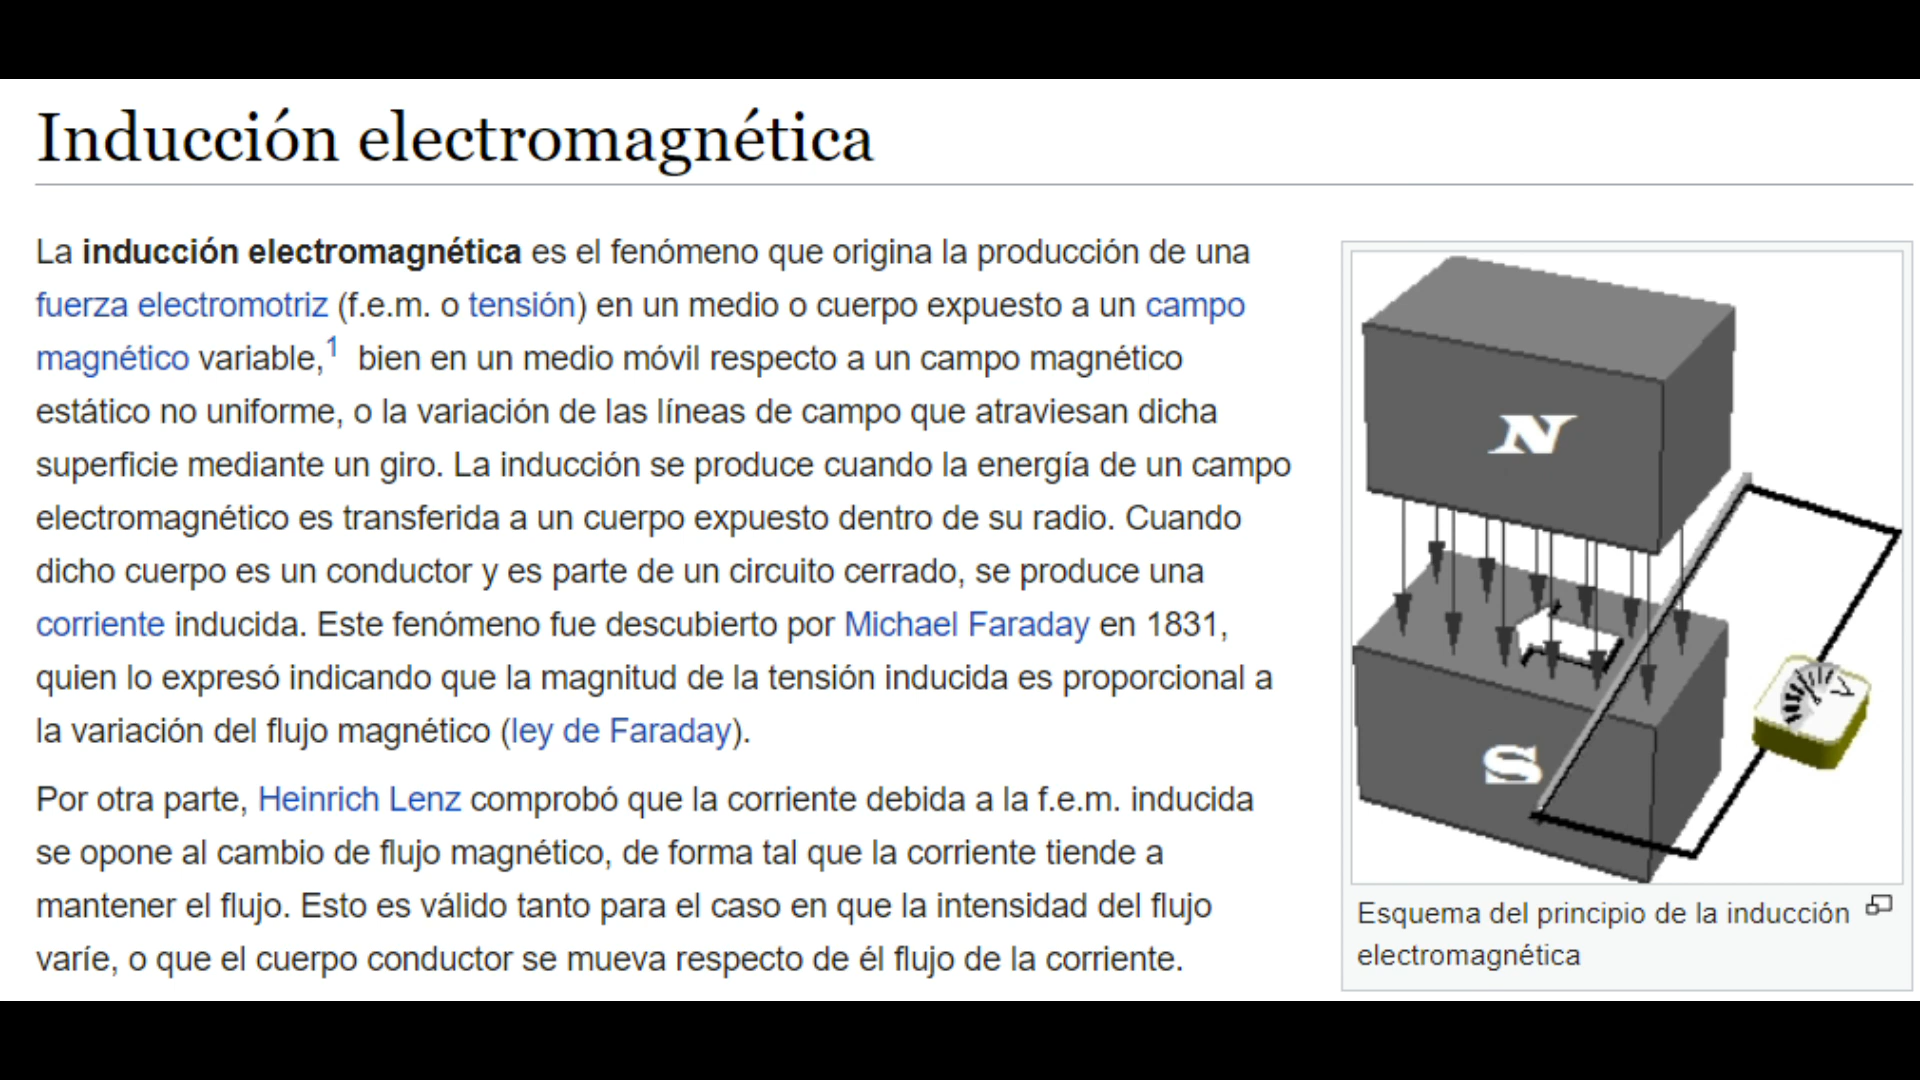 Inducción electromagnética
La inducción electromagnética es el fenómeno que origina la producción de una
fuerza electromotriz (f.e.m. o tensión) en un medio o cuerpo expuesto a un campo
magnético variable,1 bien en un medio móvil respecto a un campo magnético
estático no uniforme, o la variación de las líneas de campo que atraviesan dicha
superficie mediante un giro. La inducción se produce cuando la energía de un campo
electromagnético es transferida a un cuerpo expuesto dentro de su radio. Cuando
dicho cuerpo es un conductor y es parte de un circuito cerrado, se produce una
corriente inducida. Este fenómeno fue descubierto por Michael Faraday en 1831,
quien lo expresó indicando que la magnitud de la tensión inducida es proporcional a
la variación del flujo magnético (ley de Faraday).
Por otra parte, Heinrich Lenz comprobó que la corriente debida a la f.e.m. inducida
se opone al cambio de flujo magnético, de forma tal que la corriente tiende a
mantener el flujo. Esto es válido tanto para el caso en que la intensidad del flujo
varíe, o que el cuerpo conductor se mueva respecto de él flujo de la corriente.
N
S
V
Esquema del principio de la inducción
electromagnética